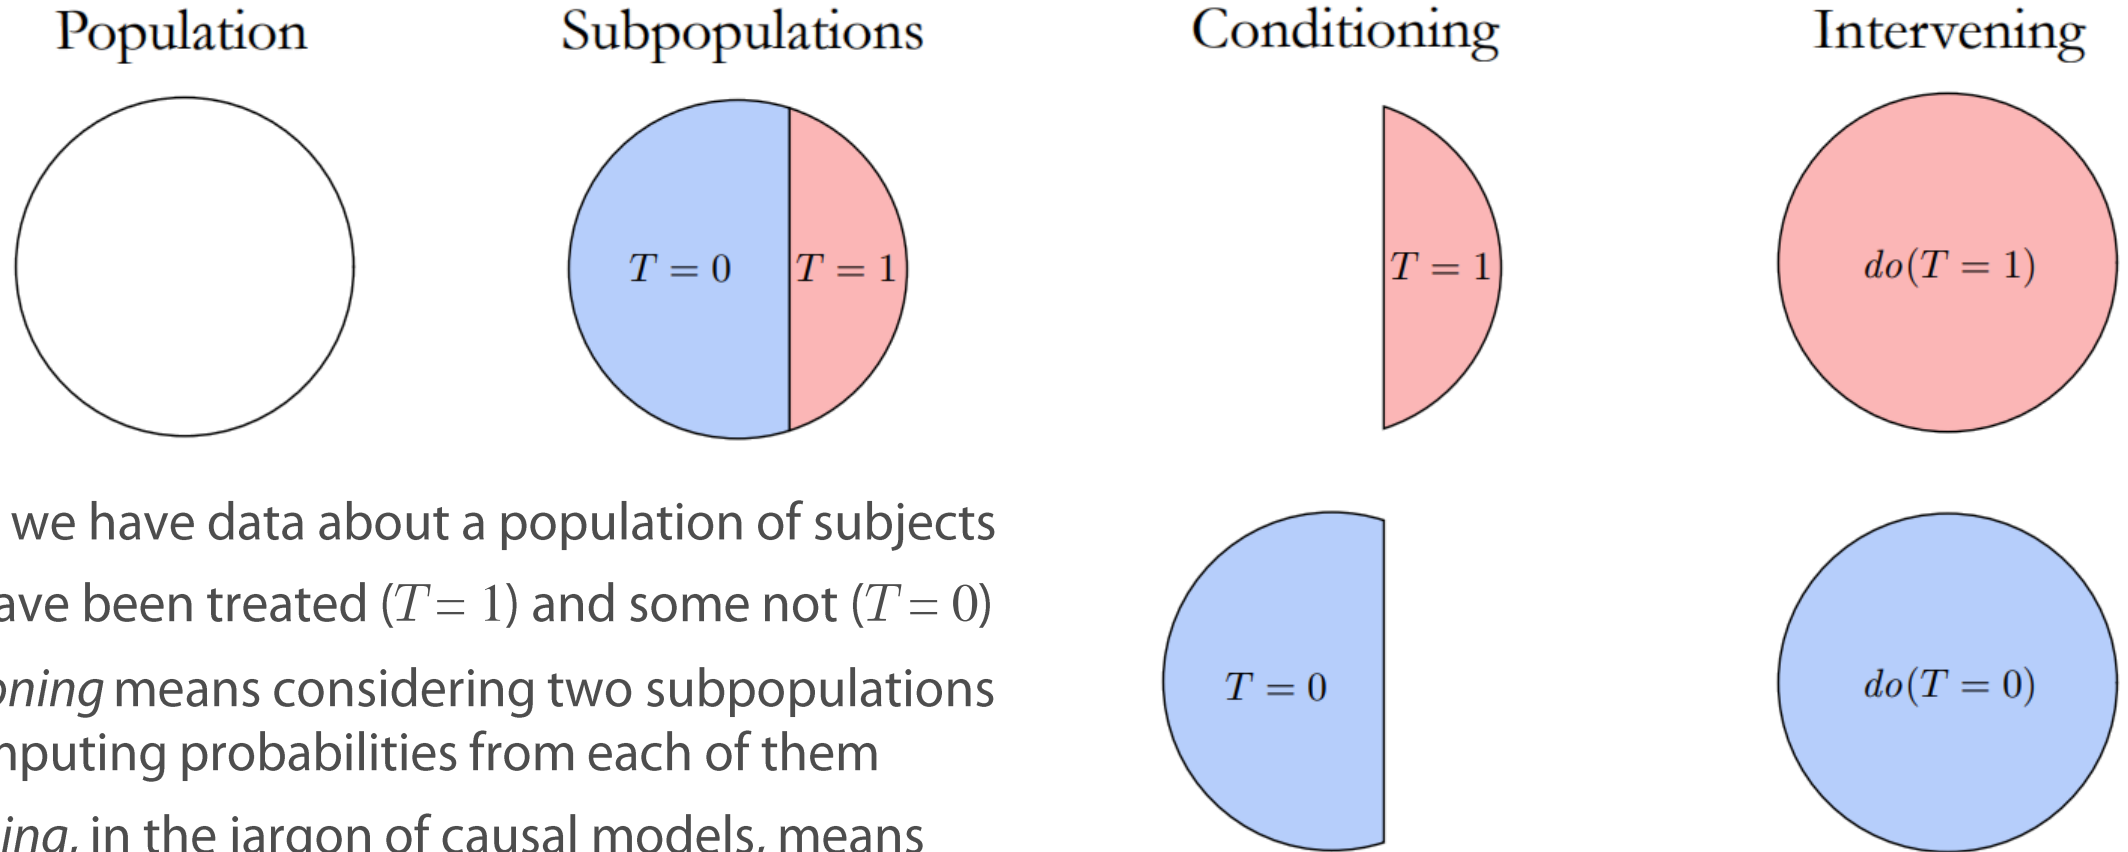 Population Subpopulations Conditioning Intervening
T = 0 T = 1 T = 1 do(T = 1)
we have data about a population of subjects
ave been treated (T = 1) and some not (T = 0)
oning means considering two subpopulations
T = 0 do(T = 0)
nputing probabilities from each of them
ing, in the jargon of causal models, means